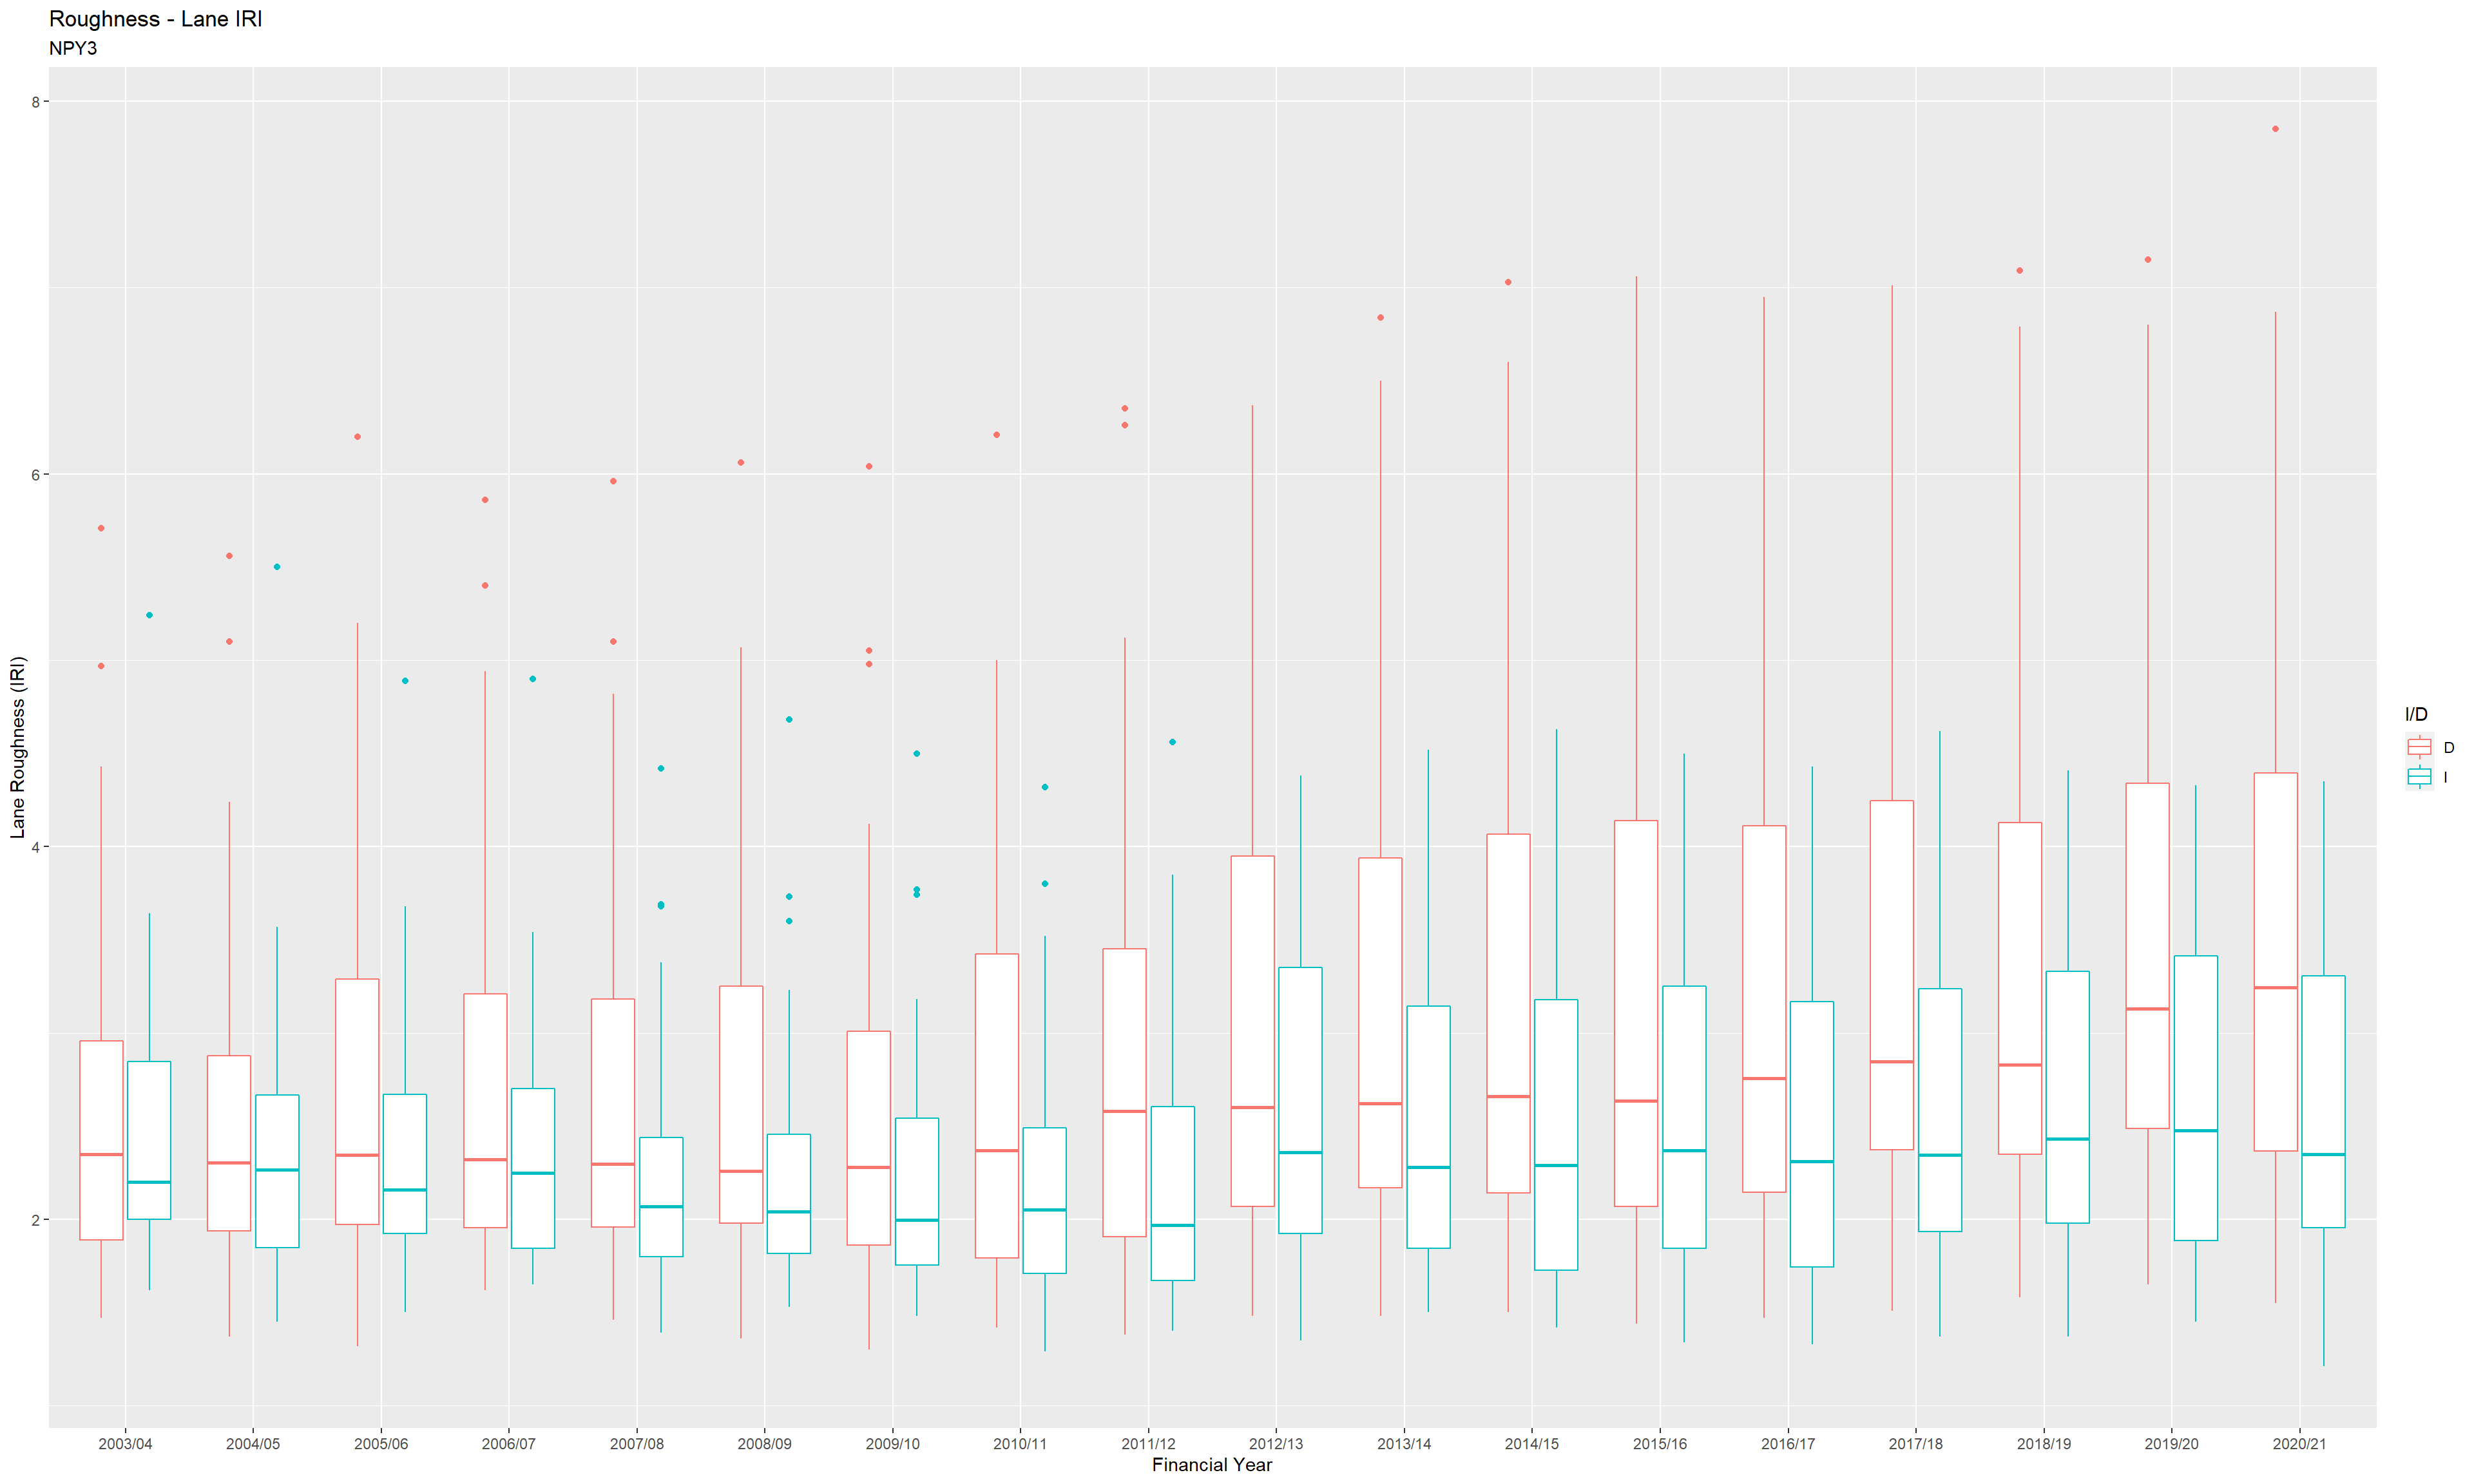 Roughness - Lane IRI
NPY3
Lane Roughness (IRI)
8
6
4
2
2003/04 2004/05 2005/06 2006/07 2007/08 2008/09 2009/10 2010/11 2011/12 2012/13 2013/14 2014/15 2015/16 2016/17 2017/18 2018/19 2019/20 2020/21
Financial Year
I/D
D
I